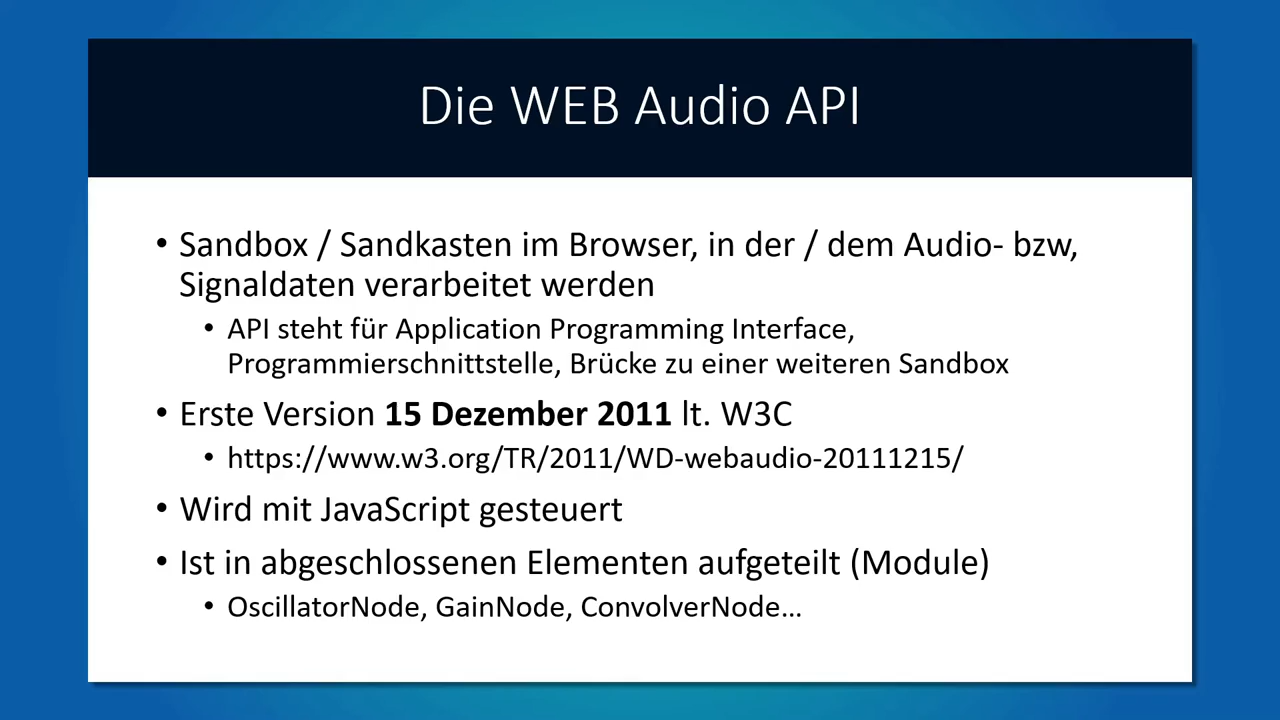 Die WEB Audio API
• Sandbox / Sandkasten im Browser, in der / dem Audio- bzw,
Signaldaten verarbeitet werden
• API steht für Application Programming Interface,
Programmierschnittstelle, Brücke zu einer weiteren Sandbox
• Erste Version 15 Dezember 2011 lt. W3C
• https://www.w3.org/TR/2011/WD-webaudio-20111215/
• Wird mit JavaScript gesteuert
• Ist in abgeschlossenen Elementen aufgeteilt (Module)
• OscillatorNode, GainNode, ConvolverNode…